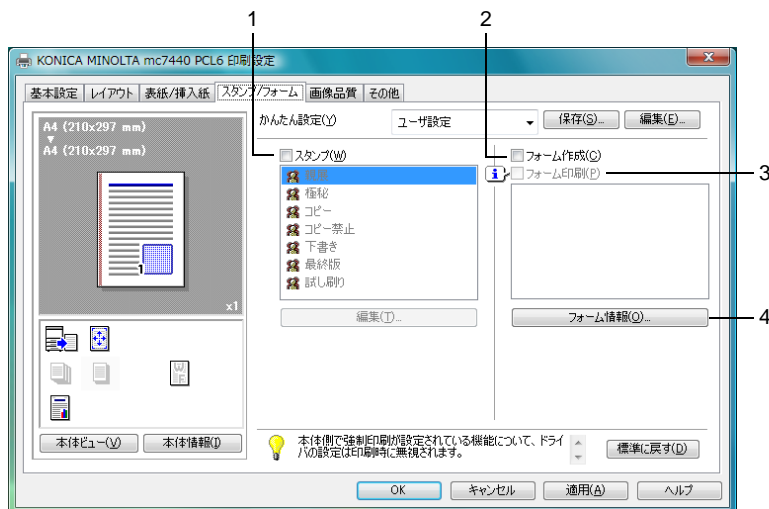 1
2
KONICA MINOLTA mc7440 PCL6 印刷設定
基本設定 レイアウト 表紙/挿入紙 スタンプ/フォーム 画像品質 その他
A4 (210x297 mm)
A4 (210x297 mm)
1
x1
本体ビュー(V) 本体情報(I)
かんたん設定(Y) ユーザ設定 保存(S)... 編集(E)...
スタンプ(W)
極秘
コピー
コピー禁止
下書き
最終版
試し刷り
編集(T)...
フォーム作成(C)
フォーム印刷(P)
3
フォーム情報(O)...
4
本体側で強制印刷が設定されている機能について、ドライ
バの設定は印刷時に無視されます。
標準に戻す(D)
OK キャンセル 適用(A) ヘルプ